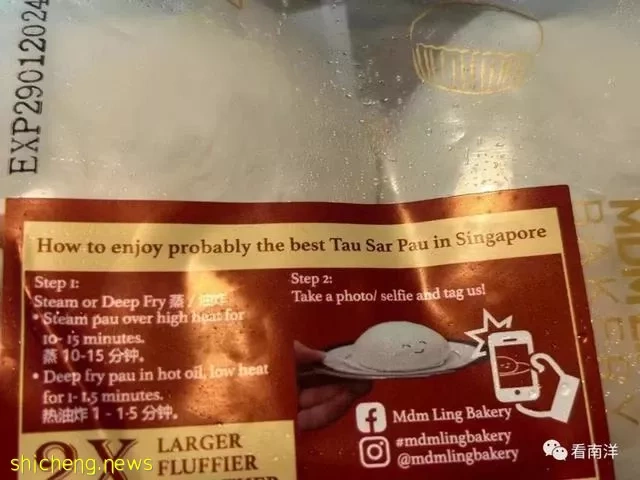 EXP29012024
How to enjoy probably the best Tau Sar Pau in Singapore
Step 1:
Steam or Deep Fry 蒸 / 油炸
• Steam pau over high heat for
10- 15 minutes.
蒸 10-15 分钟。
• Deep fry pau in hot oil, low heat
for 1- 1.5 minutes.
热油炸 1 - 1-5 分钟。
Step 2:
Take a photo/ selfie and tag us!
Mdm Ling Bakery
#mdmlingbakery
@mdmlingbakery
2X
LARGER
FLUFFIER
MDM
BAKERY
看南洋
shicheng.news